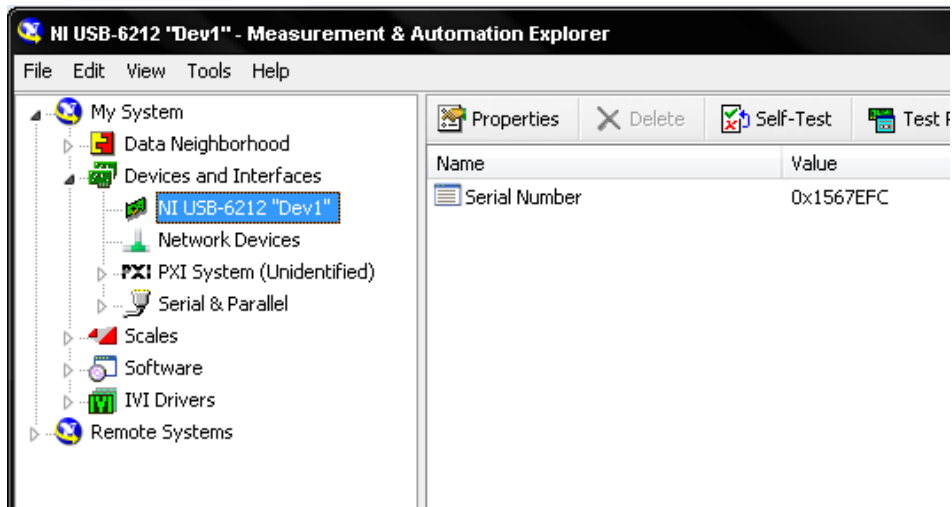 NI USB-6212 "Dev1" - Measurement & Automation Explorer
File Edit View Tools Help
My System
Data Neighborhood
Devices and Interfaces
NI USB-6212 "Dev1"
Network Devices
PXI PXI System (Unidentified)
Serial & Parallel
Scales
Software
IVI Drivers
Remote Systems
Properties Delete Self-Test Test P
Name Value
Serial Number 0x1567EFC